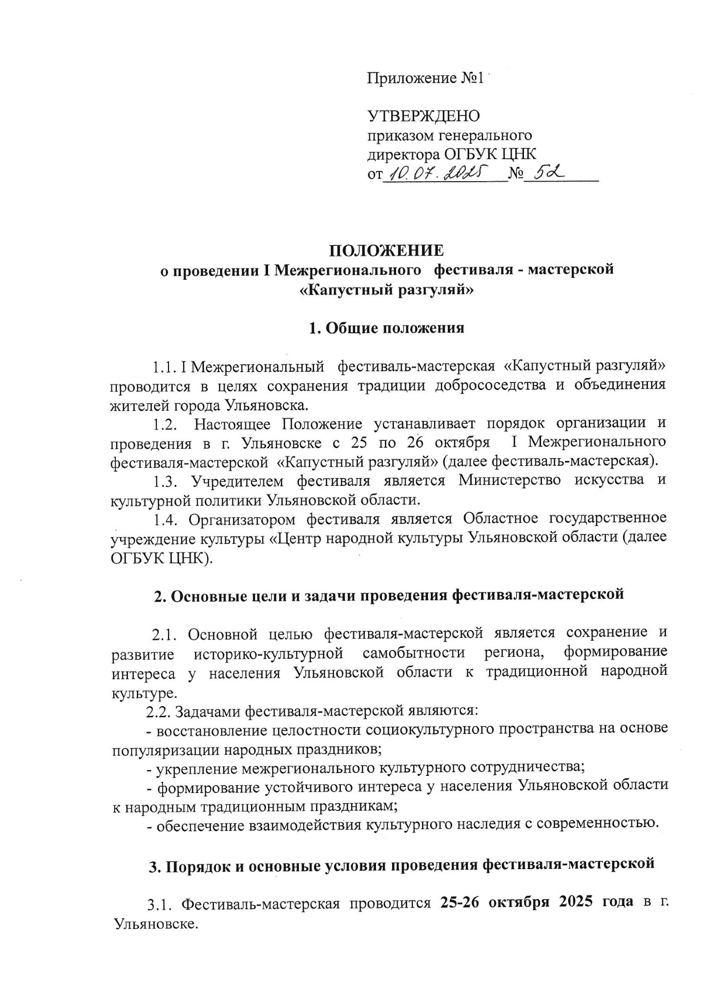 Приложение №1
УТВЕРЖДЕНО
приказом генерального
директора ОГБУК ЦНК
от 10.07.2025 № 52
ПОЛОЖЕНИЕ
о проведении I Межрегионального фестиваля - мастерской
«Капустный разгуляй»
1. Общие положения
1.1. I Межрегиональный фестиваль-мастерская «Капустный разгуляй»
проводится в целях сохранения традиции добрососедства и объединения
жителей города Ульяновска.
1.2. Настоящее Положение устанавливает порядок организации и
проведения в г. Ульяновске с 25 по 26 октября I Межрегионального
фестиваля-мастерской «Капустный разгуляй» (далее фестиваль-мастерская).
1.3. Учредителем фестиваля является Министерство искусства и
культурной политики Ульяновской области.
1.4. Организатором фестиваля является Областное государственное
учреждение культуры «Центр народной культуры Ульяновской области (далее
ОГБУК ЦНК).
2. Основные цели и задачи проведения фестиваля-мастерской
2.1. Основной целью фестиваля-мастерской является сохранение и
развитие историко-культурной самобытности региона, формирование
интереса у населения Ульяновской области к традиционной народной
культуре.
2.2. Задачами фестиваля-мастерской являются:
- восстановление целостности социокультурного пространства на основе
популяризации народных праздников;
- укрепление межрегионального культурного сотрудничества;
- формирование устойчивого интереса у населения Ульяновской области
к народным традиционным праздникам;
- обеспечение взаимодействия культурного наследия с современностью.
3. Порядок и основные условия проведения фестиваля-мастерской
3.1. Фестиваль-мастерская проводится 25-26 октября 2025 года в г.
Ульяновске.